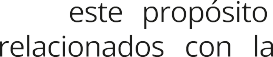 este propósito
relacionados con la